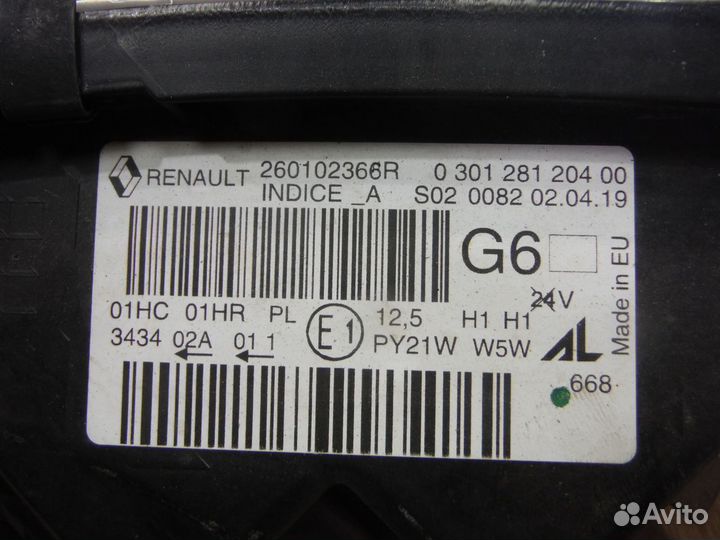 RENAULT 260102366R 0 301 281 204 00
INDICE _A S02 0082 02.04.19
G6
Made in EU
24V
01HC 01HR PL E1 12,5 H1 H1
3434 02A 01 1 PY21W W5W AL
668
Avito